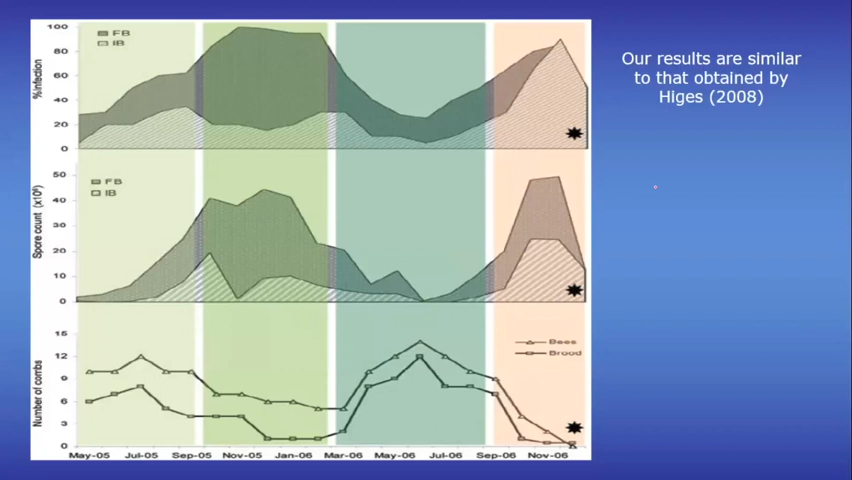 Our results are similar
to that obtained by
Higes (2008)
100
80
60
40
20
0
%Infection
FB
IB
50
40
30
20
10
0
Spore count (x10⁶)
FB
IB
15
12
9
6
3
0
Number of combs
Bees
Brood
May-05 Jul-05 Sep-05 Nov-05 Jan-06 Mar-06 May-06 Jul-06 Sep-06 Nov-06